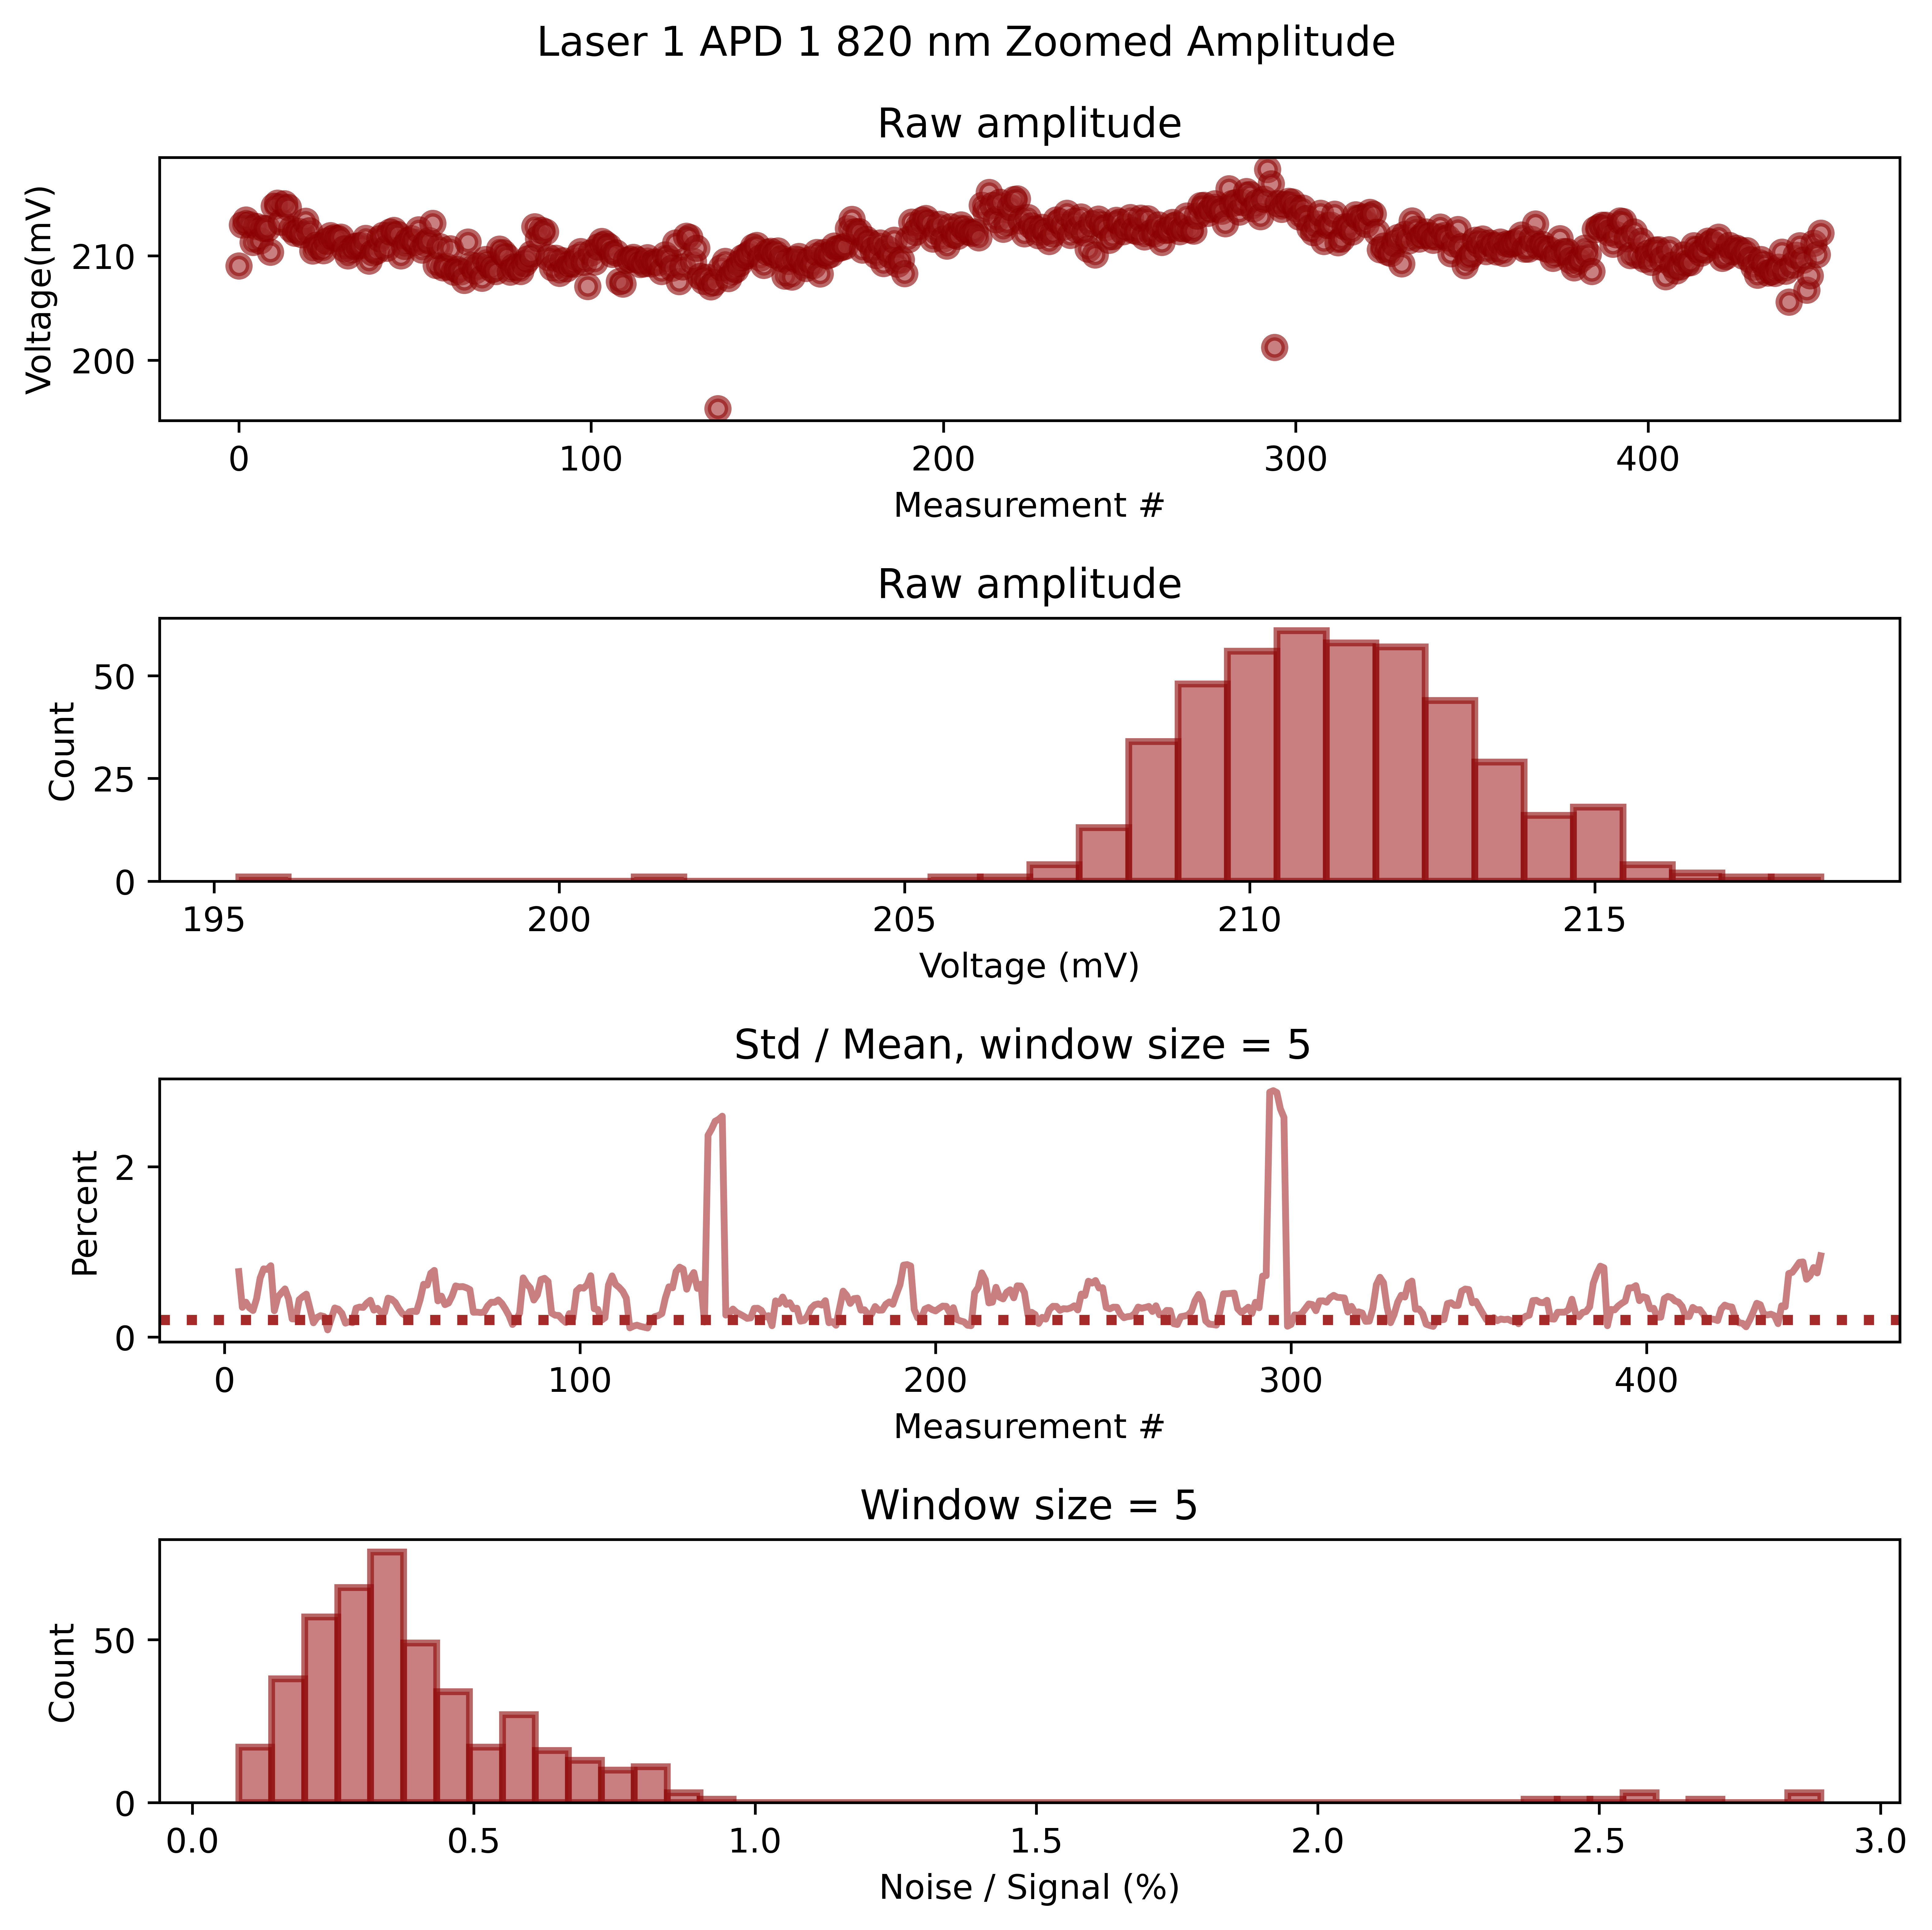 Laser 1 APD 1 820 nm Zoomed Amplitude
Raw amplitude
Voltage(mV)
210
200
0 100 200 300 400
Measurement #
Raw amplitude
Count
50
25
0
195 200 205 210 215
Voltage (mV)
Std / Mean, window size = 5
Percent
2
0
0 100 200 300 400
Measurement #
Window size = 5
Count
50
0
0.0 0.5 1.0 1.5 2.0 2.5 3.0
Noise / Signal (%)